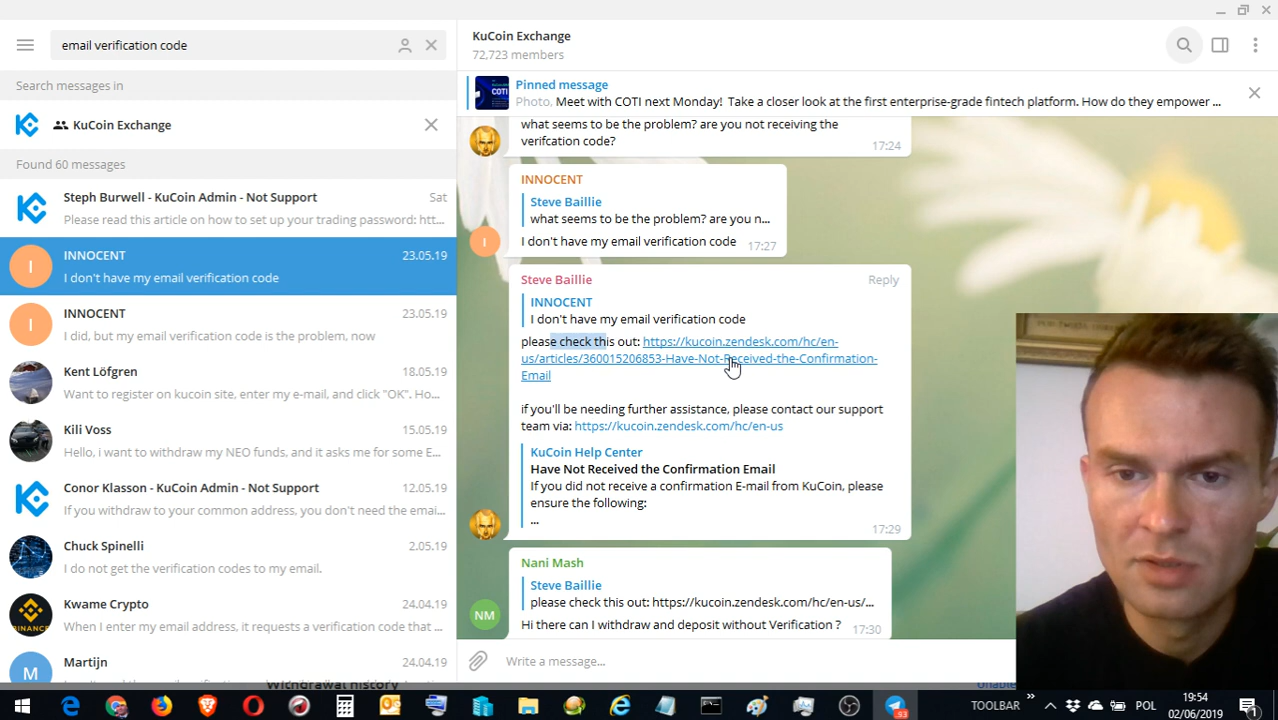 email verification code
Search messages in
KuCoin Exchange
Found 60 messages
Steph Burwell - KuCoin Admin - Not Support
Sat
Please read this article on how to set up your trading password: htt...
INNOCENT
23.05.19
I don't have my email verification code
INNOCENT
23.05.19
I did, but my email verification code is the problem, now
Kent Löfgren
18.05.19
Want to register on kucoin site, enter my e-mail, and click "OK". Ho...
Kili Voss
15.05.19
Hello, i want to withdraw my NEO funds, and it asks me for some E...
Conor Klasson - KuCoin Admin - Not Support
12.05.19
If you withdraw to your common address, you don't need the emai...
Chuck Spinelli
2.05.19
I do not get the verification codes to my email.
Kwame Crypto
24.04.19
When I enter my email address, it requests a verification code that ...
BINANCE
Martijn
24.04.19
M
Withdrawal history
KuCoin Exchange
72,723 members
Pinned message
Photo. Meet with COTI next Monday! Take a closer look at the first enterprise-grade fintech platform. How do they empower ...
COTI
what seems to be the problem? are you not receiving the
verifcation code?
17:24
INNOCENT
Steve Baillie
what seems to be the problem? are you n...
I don't have my email verification code
17:27
I
Steve Baillie
Reply
INNOCENT
I don't have my email verification code
please check this out: https://kucoin.zendesk.com/hc/en-
us/articles/360015206853-Have-Not-Received-the-Confirmation-
Email
if you'll be needing further assistance, please contact our support
team via: https://kucoin.zendesk.com/hc/en-us
KuCoin Help Center
Have Not Received the Confirmation Email
If you did not receive a confirmation E-mail from KuCoin, please
ensure the following:
...
17:29
Nani Mash
Steve Baillie
please check this out: https://kucoin.zendesk.com/hc/en-us/...
Hi there can I withdraw and deposit without Verification ?
17:30
NM
Write a message...
TOOLBAR
POL
19:54
02/06/2019